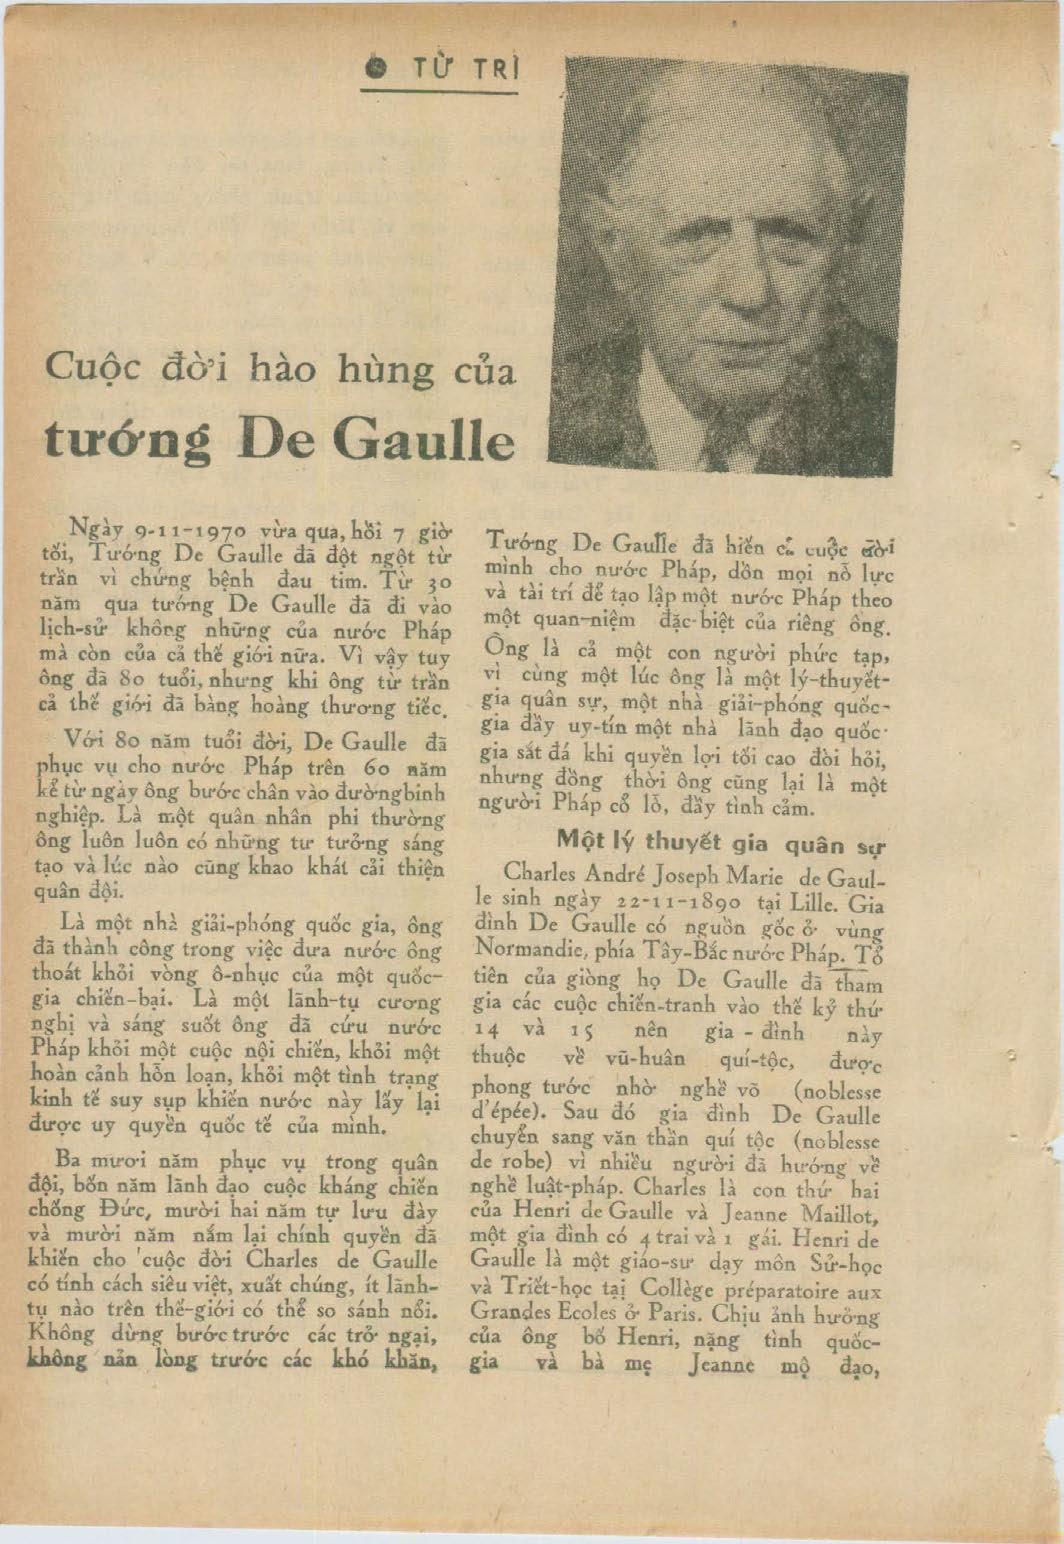 ● TỪ TRÌ
Cuộc đời hào hùng của
tướng De Gaulle
Ngày 9-11-1970 vừa qua, hồi 7 giờ
tối, Tướng De Gaulle đã đột ngột từ
trần vì chứng bệnh đau tim. Từ 30
năm qua tướng De Gaulle đã đi vào
lịch-sử không những của nước Pháp
mà còn của cả thế giới nữa. Vì vậy tuy
ông đã 80 tuổi, nhưng khi ông từ trần
cả thế giới đã bàng hoàng thương tiếc.
Với 80 năm tuổi đời, De Gaulle đã
phục vụ cho nước Pháp trên 60 năm
kể từ ngày ông bước chân vào đườngbinh
nghiệp. Là một quân nhân phi thường
ông luôn luôn có những tư tưởng sáng
tạo và lúc nào cũng khao khát cải thiện
quân đội.
Là một nhà giải-phóng quốc gia, ông
đã thành công trong việc đưa nước ông
thoát khỏi vòng ô-nhục của một quốc-
gia chiến-bại. Là một lãnh-tụ cương
nghị và sáng suốt ông đã cứu nước
Pháp khỏi một cuộc nội chiến, khỏi một
hoàn cảnh hỗn loạn, khỏi một tình trạng
kinh tế suy sụp khiến nước này lấy lại
được uy quyền quốc tế của mình.
Ba mươi năm phục vụ trong quân
đội, bốn năm lãnh đạo cuộc kháng chiến
chống Đức, mười hai năm tự lưu đày
và mười năm nắm lại chính quyền đã
khiến cho 'cuộc đời Charles de Gaulle
có tính cách siêu việt, xuất chúng, ít lãnh-
tụ nào trên thế-giới có thể so sánh nổi.
Không dừng bước trước các trở ngại,
không nản lòng trước các khó khăn,
Tướng De Gaulle đã hiến cả cuộc đời
mình cho nước Pháp, dồn mọi nỗ lực
và tài trí để tạo lập một nước Pháp theo
một quan-niệm đặc-biệt của riêng ông.
Ông là cả một con người phức tạp,
vì cùng một lúc ông là một lý-thuyết-
gia quân sự, một nhà giải-phóng quốc-
gia đầy uy-tín một nhà lãnh đạo quốc-
gia sắt đá khi quyền lợi tối cao đòi hỏi,
nhưng đồng thời ông cũng lại là một
người Pháp cổ lỗ, đầy tình cảm.
Một lý thuyết gia quân sự
Charles André Joseph Marie de Gaul-
le sinh ngày 22-11-1890 tại Lille. Gia
đình De Gaulle có nguồn gốc ở vùng
Normandie, phía Tây-Bắc nước Pháp. Tổ
tiên của giòng họ De Gaulle đã tham
gia các cuộc chiến-tranh vào thế kỷ thứ
14 và 15 nên gia - đình này
thuộc về vũ-huân quí-tộc, được
phong tước nhờ nghề võ (noblesse
d'épée). Sau đó gia đình De Gaulle
chuyển sang văn thần quí tộc (noblesse
de robe) vì nhiều người đã hướng về
nghề luật-pháp. Charles là con thứ hai
của Henri de Gaulle và Jeanne Maillot,
một gia đình có 4 trai và 1 gái. Henri de
Gaulle là một giáo-sư dạy môn Sử-học
và Triết-học tại Collège préparatoire aux
Grandes Ecoles ở Paris. Chịu ảnh hưởng
của ông bố Henri, nặng tình quốc-
gia và bà mẹ Jeanne mộ đạo,